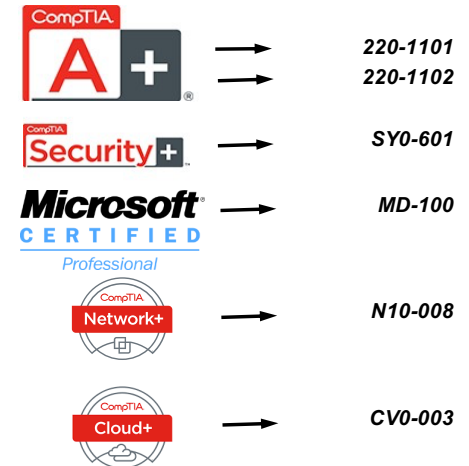 CompTIA.
A+
220-1101
220-1102
CompTIA.
Security+
SY0-601
Microsoft
CERTIFIED
Professional
MD-100
CompTIA
Network+
N10-008
CompTIA
Cloud+
CV0-003